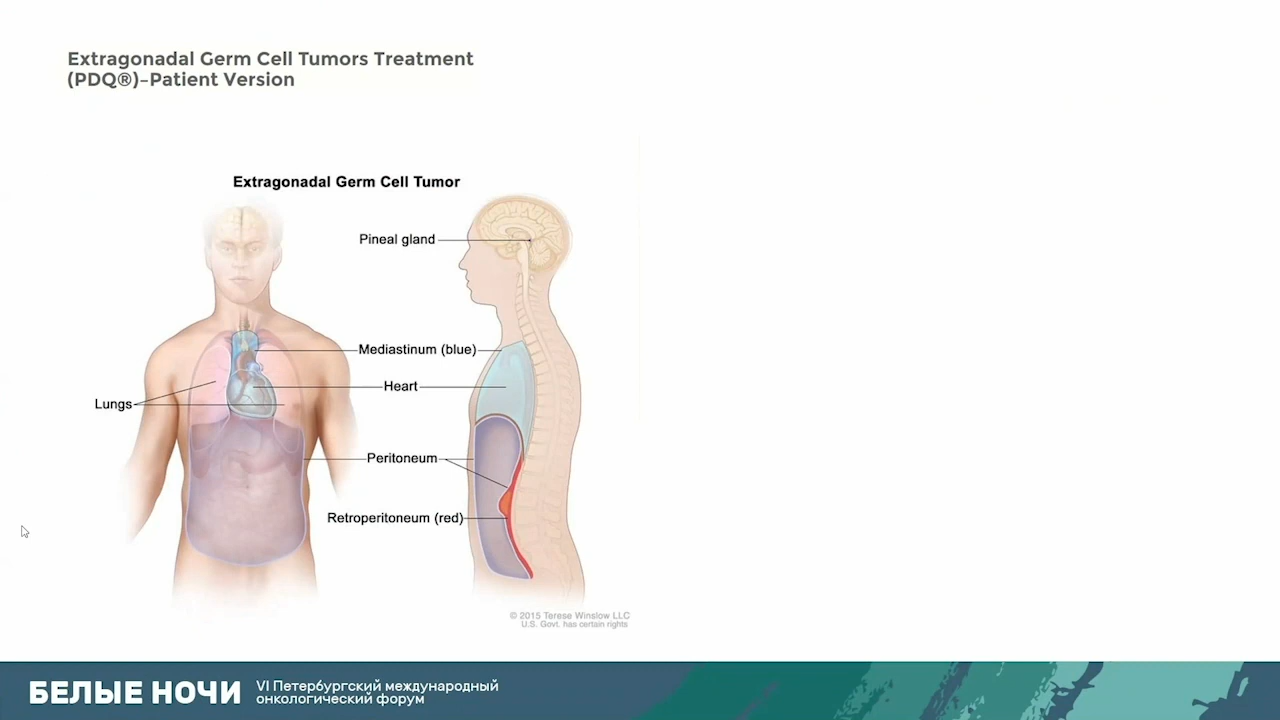 Extragonadal Germ Cell Tumors Treatment
(PDQ®)–Patient Version
Extragonadal Germ Cell Tumor
Pineal gland
Mediastinum (blue)
Heart
Lungs
Peritoneum
Retroperitoneum (red)
© 2015 Terese Winslow LLC
U.S. Govt. has certain rights
БЕЛЫЕ НОЧИ
VI Петербургский международный
онкологический форум